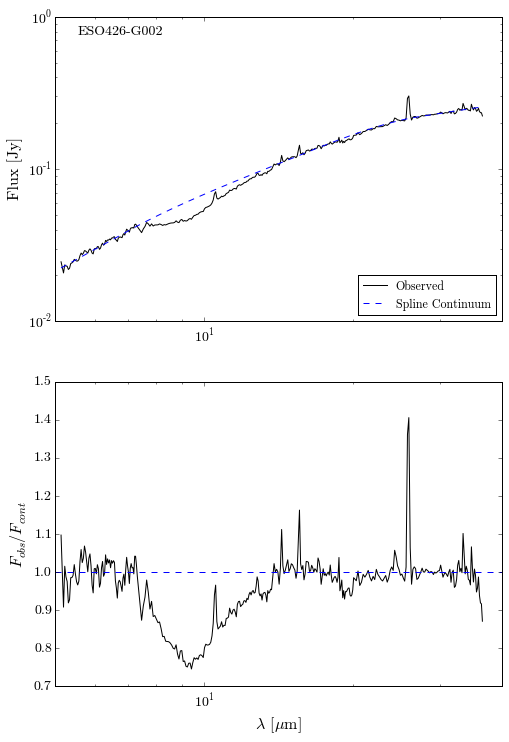 10^0
ESO426-G002
Flux [Jy]
10^-1
Observed
Spline Continuum
10^-2
10^1
1.5
1.4
1.3
1.2
1.1
1.0
0.9
0.8
0.7
F_obs/F_cont
10^1
λ [μm]